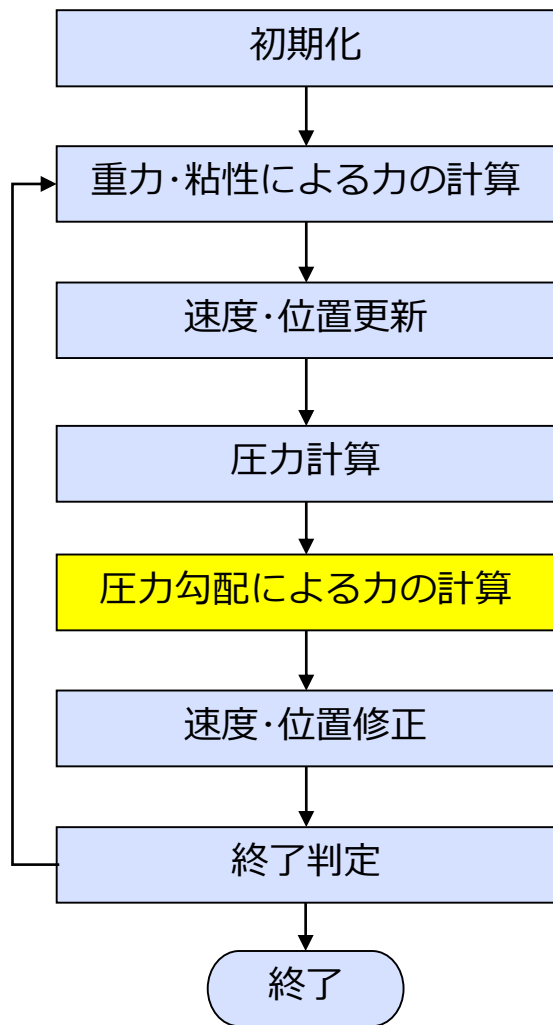 初期化
重力・粘性による力の計算
速度・位置更新
圧力計算
圧力勾配による力の計算
速度・位置修正
終了判定
終了